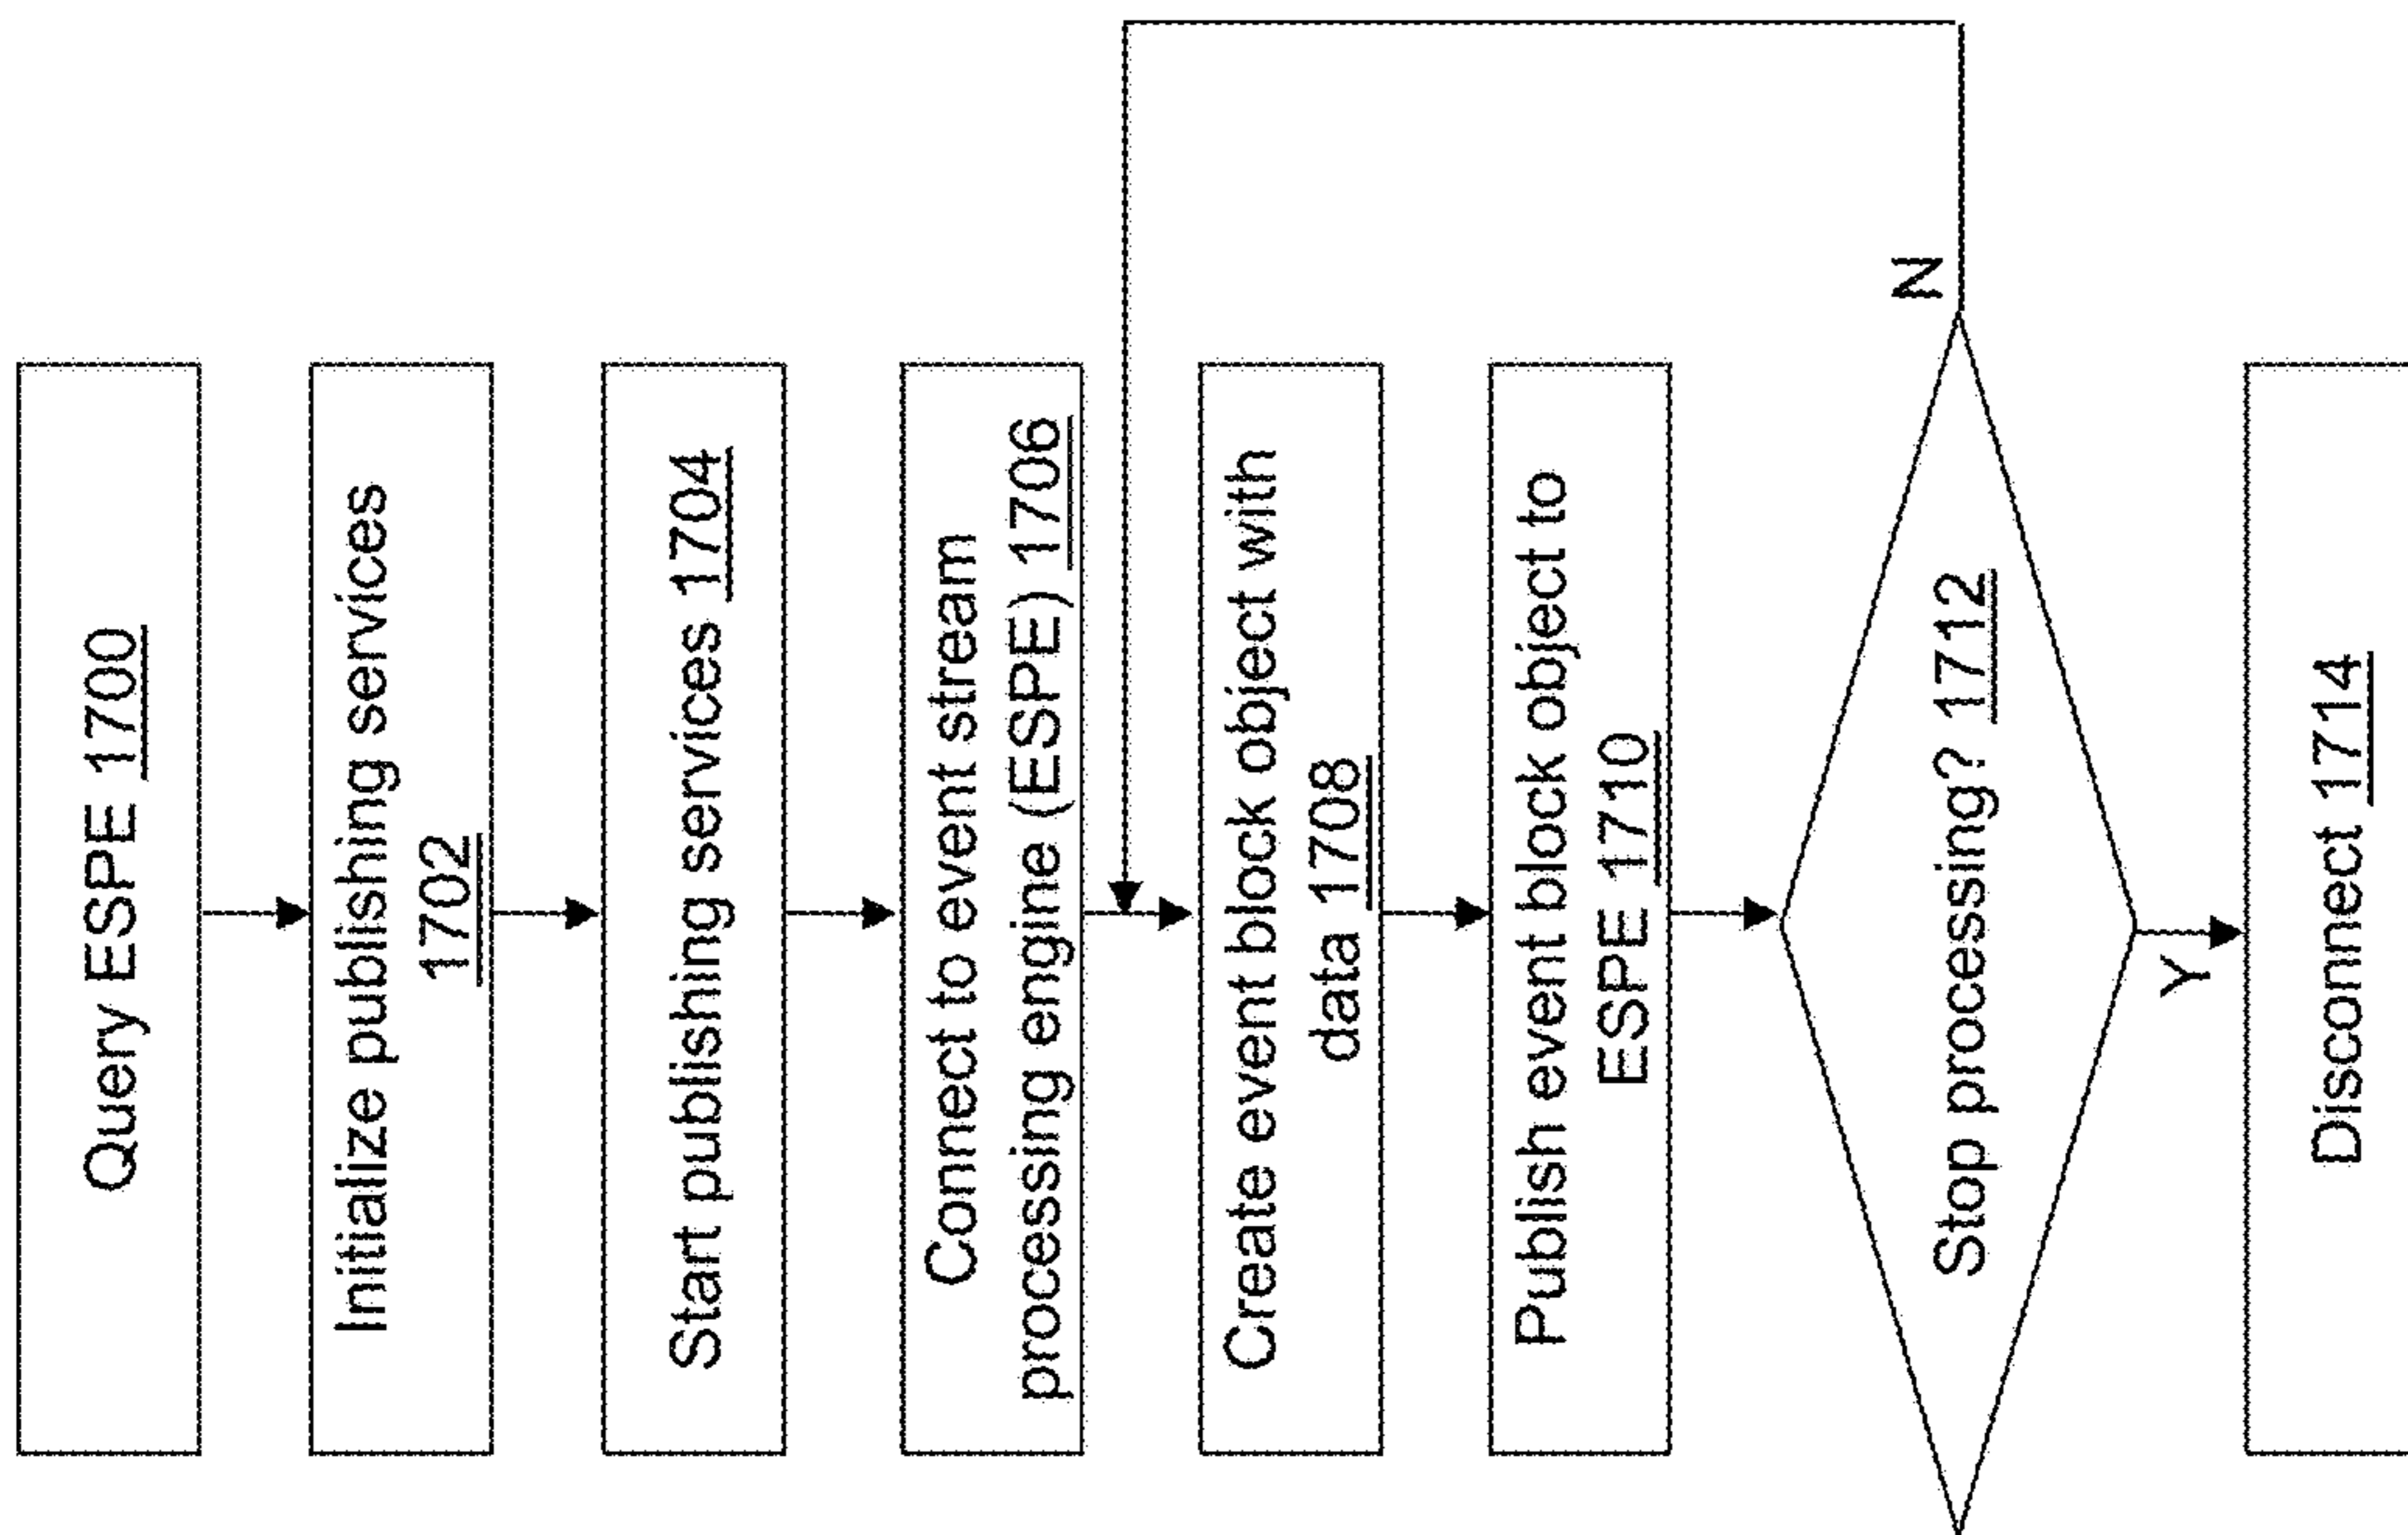 Query ESPE 1700
Initialize publishing services
1702
Start publishing services 1704
Connect to event stream
processing engine (ESPE) 1706
Create event block object with
data 1708
Publish event block object to
ESPE 1710
Stop processing? 1712
N
Y
Disconnect 1714